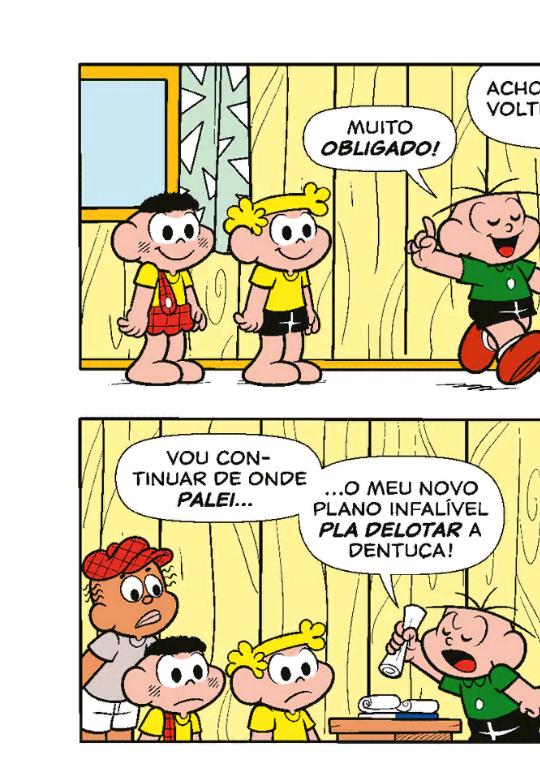 MUITO
OBLIGADO!
VOU CON-
TINUAR DE ONDE
PALEI...
...O MEU NOVO
PLANO INFALÍVEL
PLA DELOTAR A
DENTUÇA!